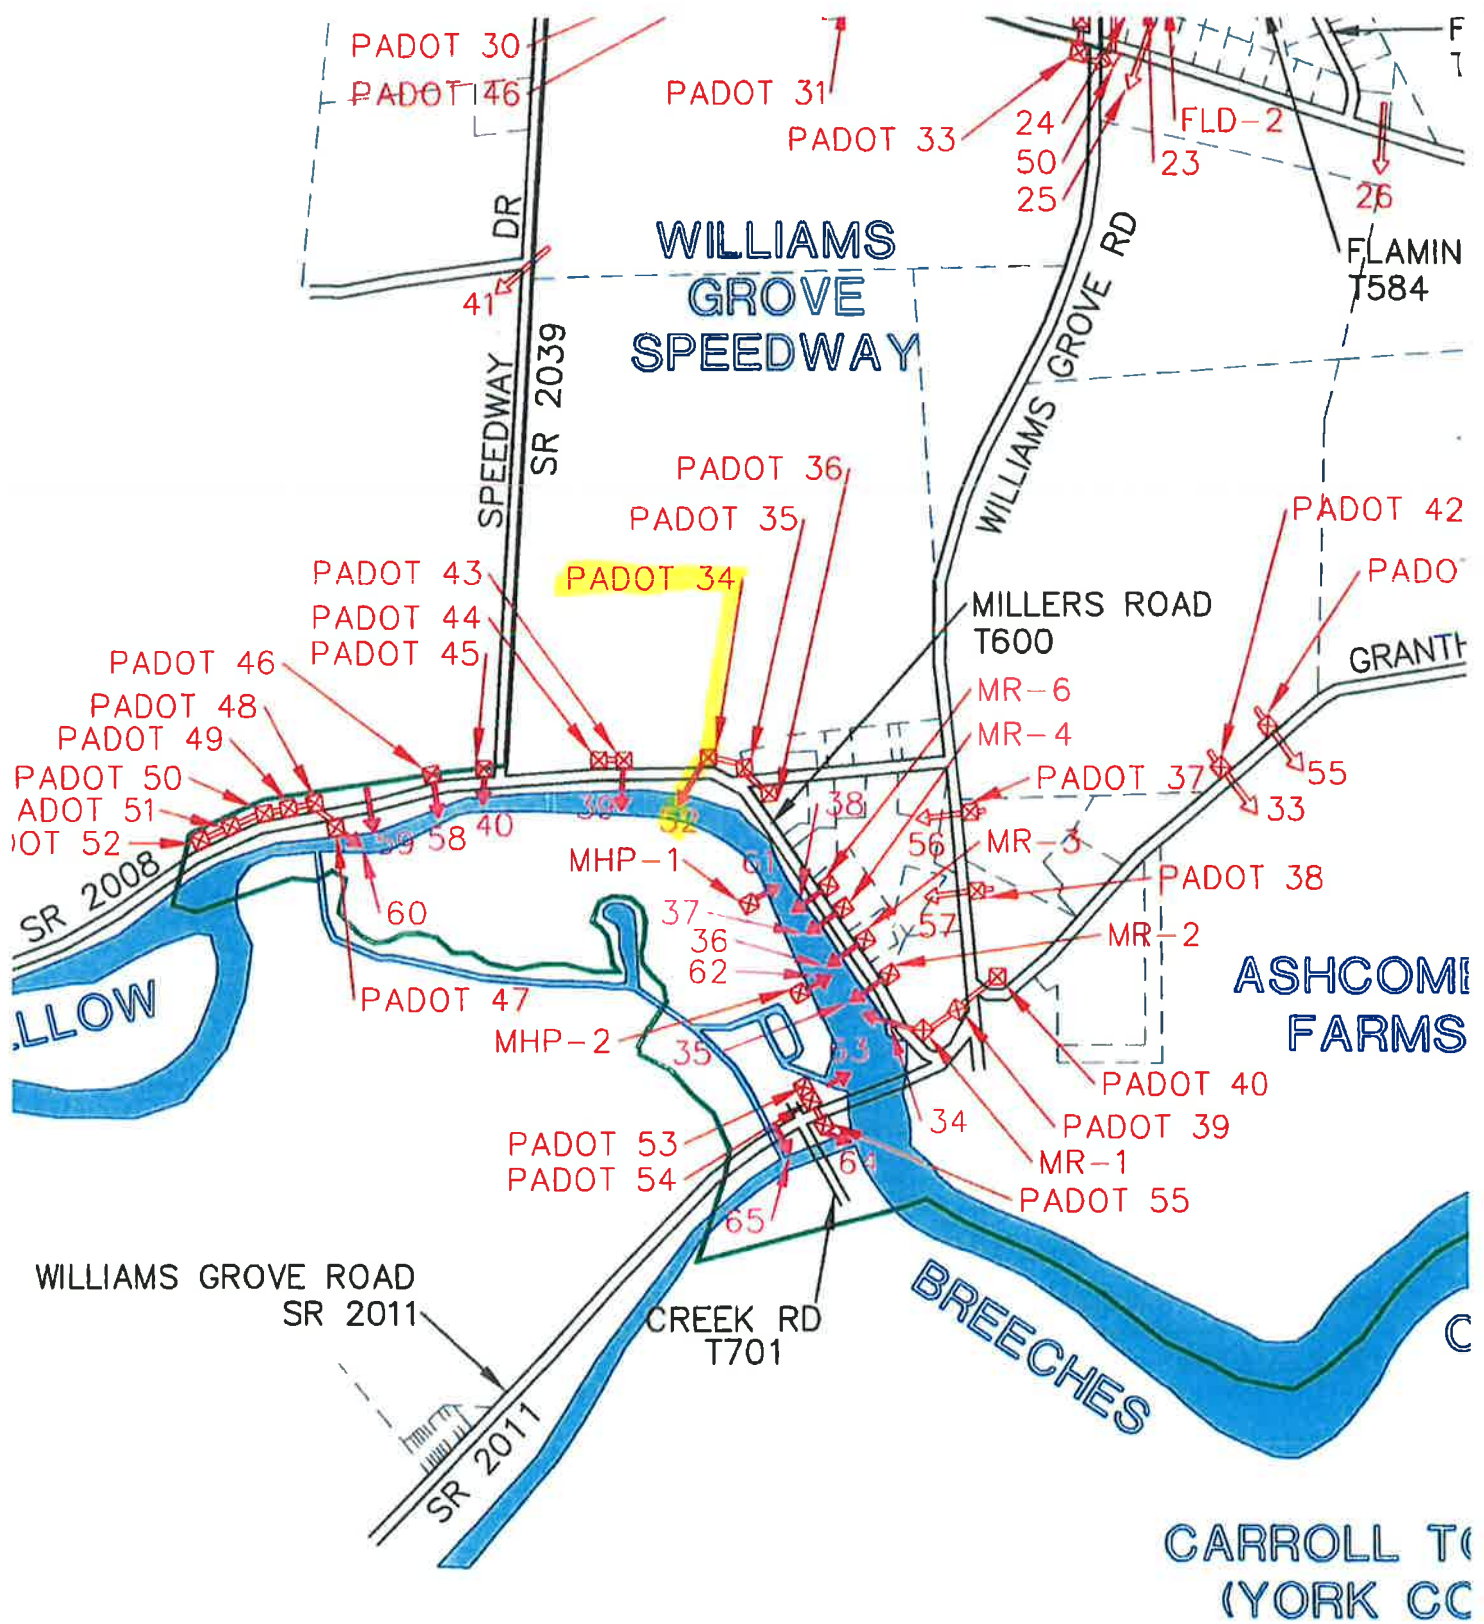 PADOT 30
PADOT 46
PADOT 31
PADOT 33
24
50
25
FLD-2
23
26
F
DR
WILLIAMS
GROVE
SPEEDWAY
WILLIAMS GROVE RD
FLAMIN
T584
41
SPEEDWAY
SR 2039
PADOT 36
PADOT 35
PADOT 42
PADOT 43
PADOT 34
PADO
PADOT 44
PADOT 45
MILLERS ROAD
T600
GRANTH
PADOT 46
PADOT 48
PADOT 49
PADOT 50
ADOT 51
OT 52
MR-6
MR-4
PADOT 37
55
33
59
58
40
39
52
38
56
MR-3
MHP-1
61
PADOT 38
SR 2008
60
37
36
62
57
MR-2
LLOW
PADOT 47
MHP-2
35
63
ASHCOMB
FARMS
PADOT 40
PADOT 39
34
PADOT 53
PADOT 54
64
MR-1
PADOT 55
65
WILLIAMS GROVE ROAD
SR 2011
CREEK RD
T701
BREECHES
SR 2011
CARROLL TO
(YORK CO